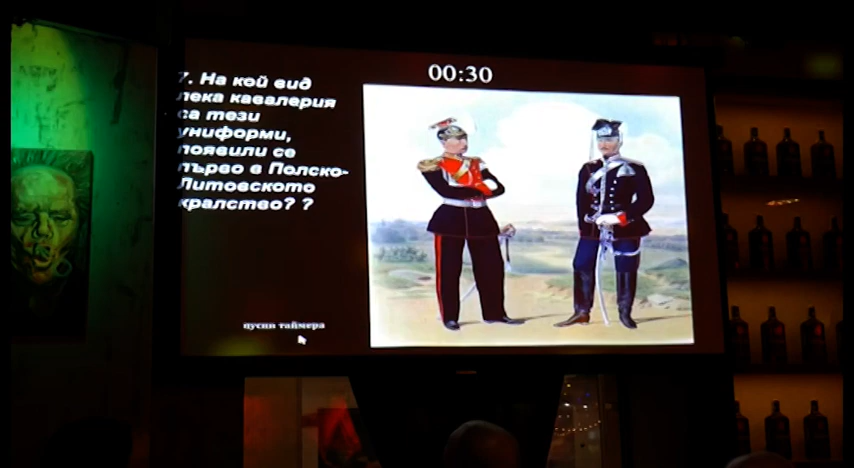 00:30
7. На кой вид
лека кавалерия
са тези
униформи,
появили се
първо в Полско-
Литовското
кралство? ?
пусни таймера